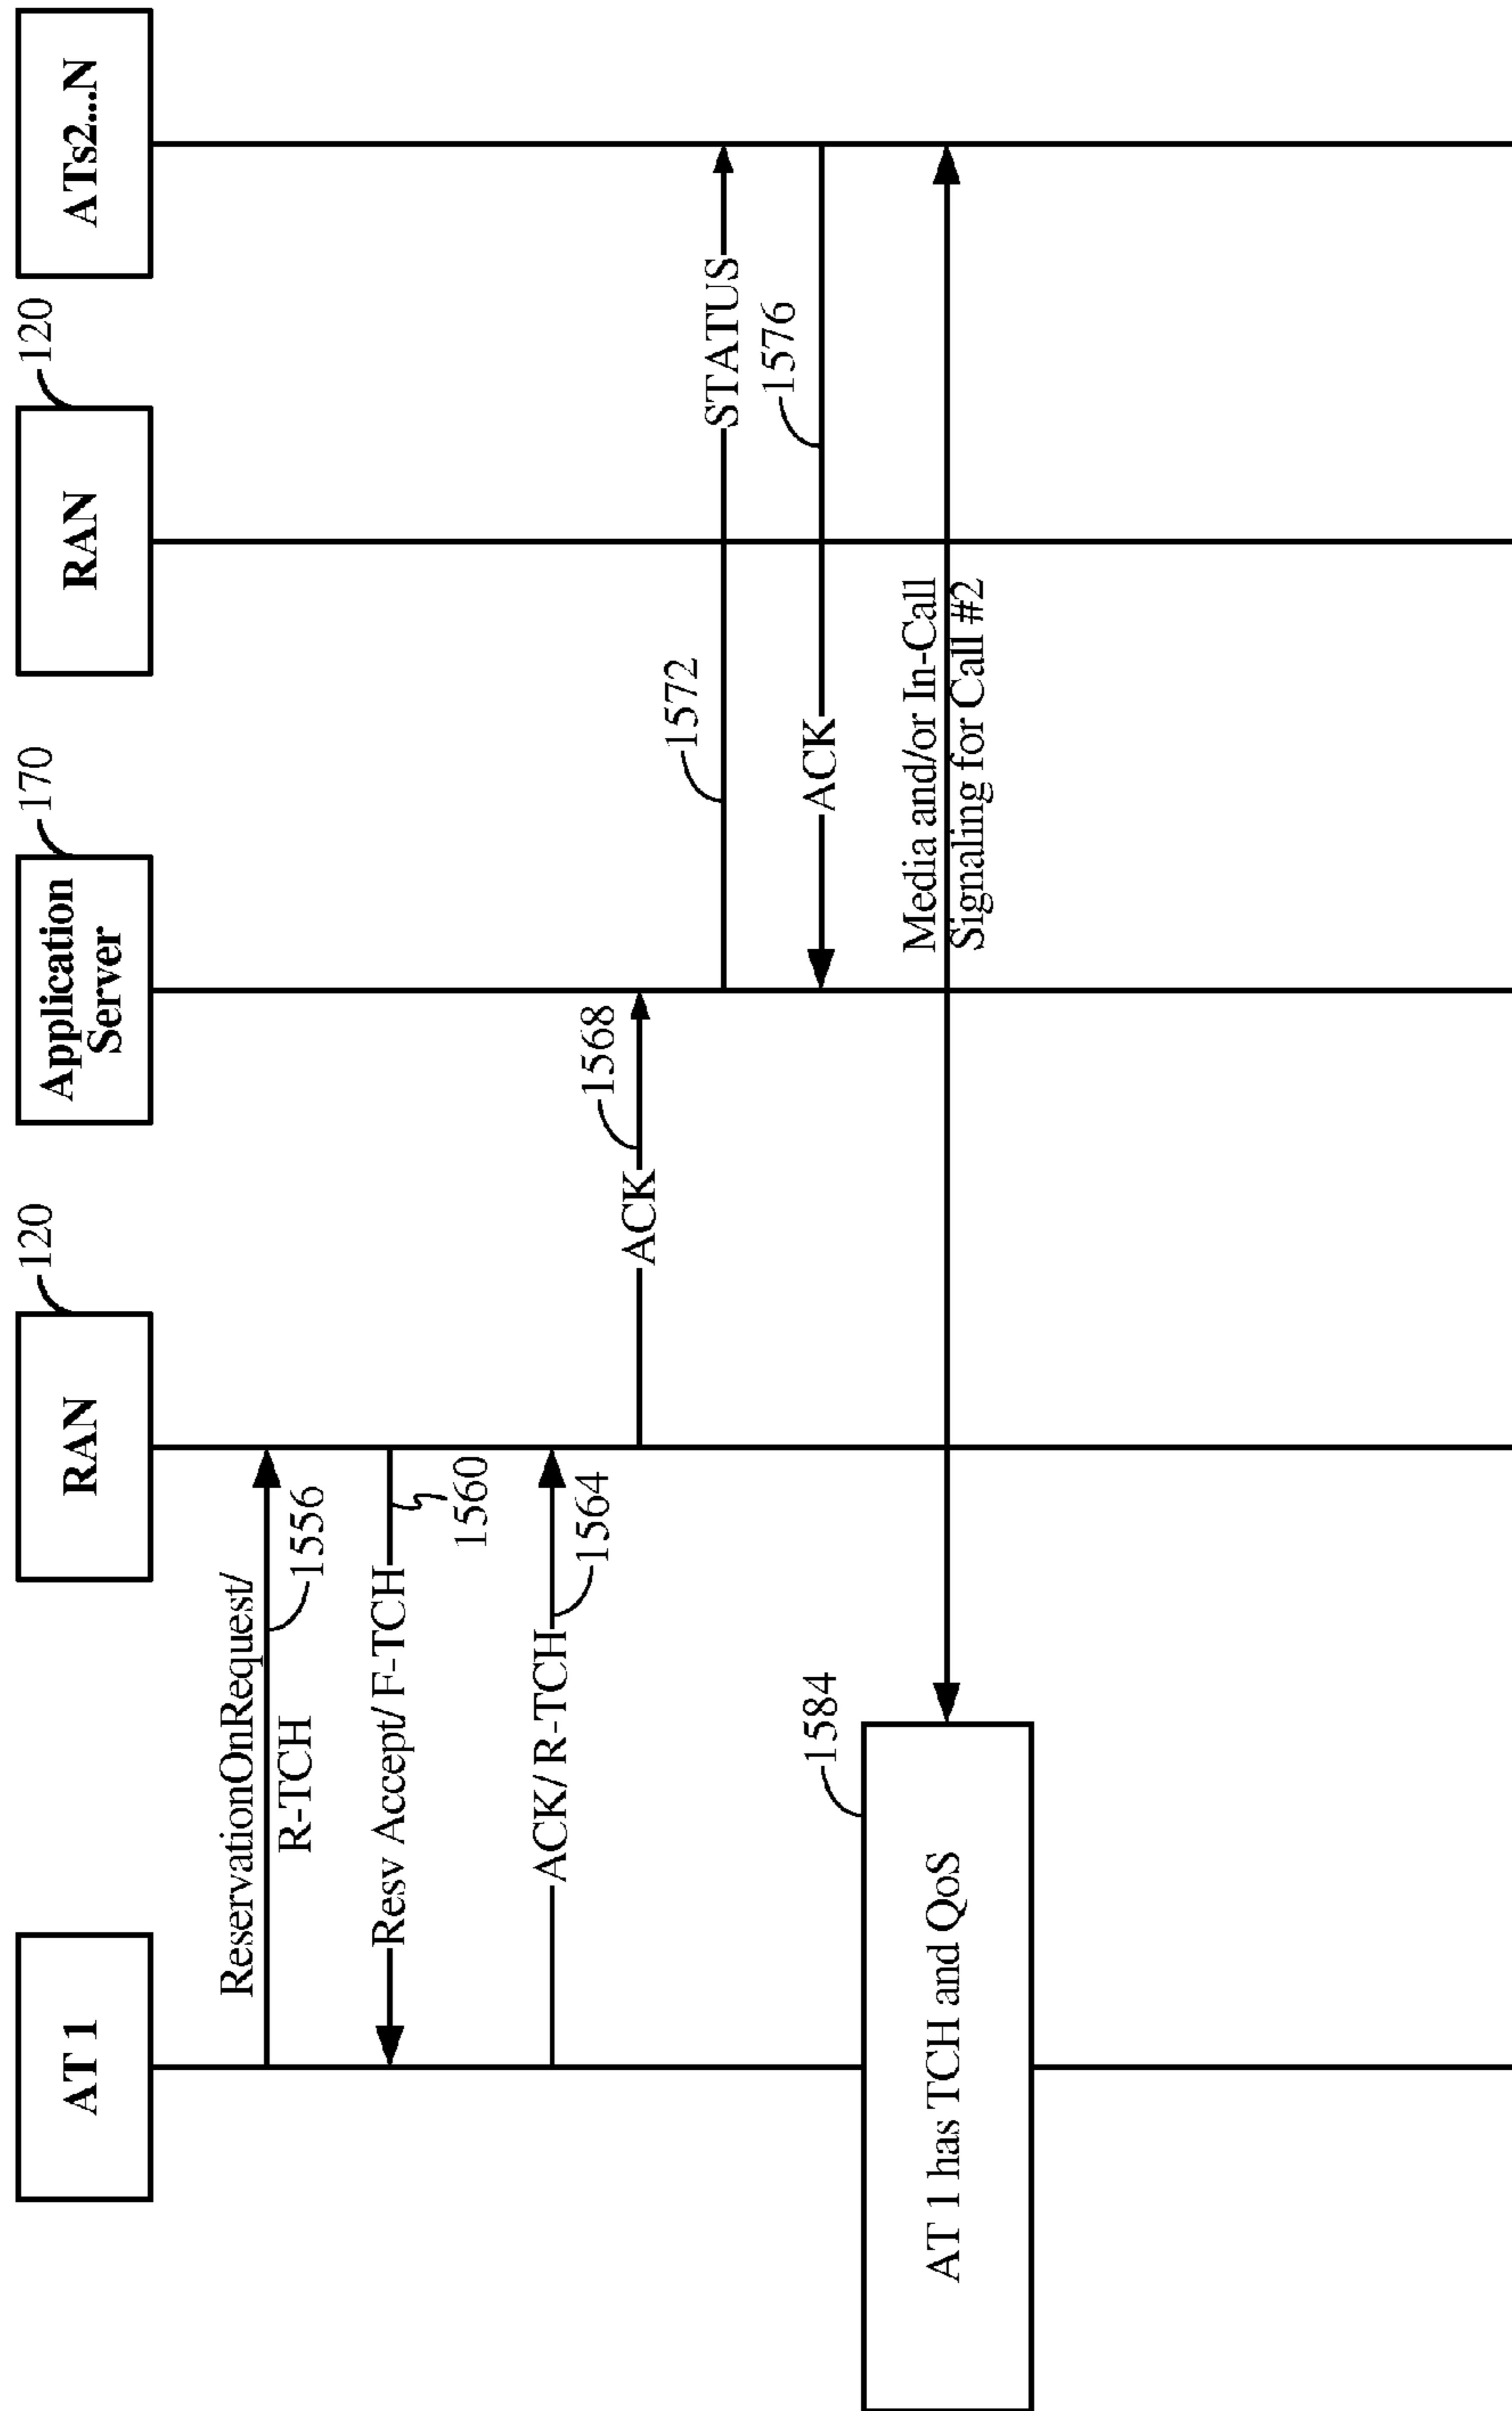 AT 1
RAN
120
Application
Server
170
RAN
120
ATs2...N
ReservationOnRequest/
R-TCH
1556
Resv Accept/ F-TCH
1560
ACK/ R-TCH
1564
ACK
1568
1572
STATUS
ACK
1576
1584
AT 1 has TCH and QoS
Media and/or In-Call
Signaling for Call #2